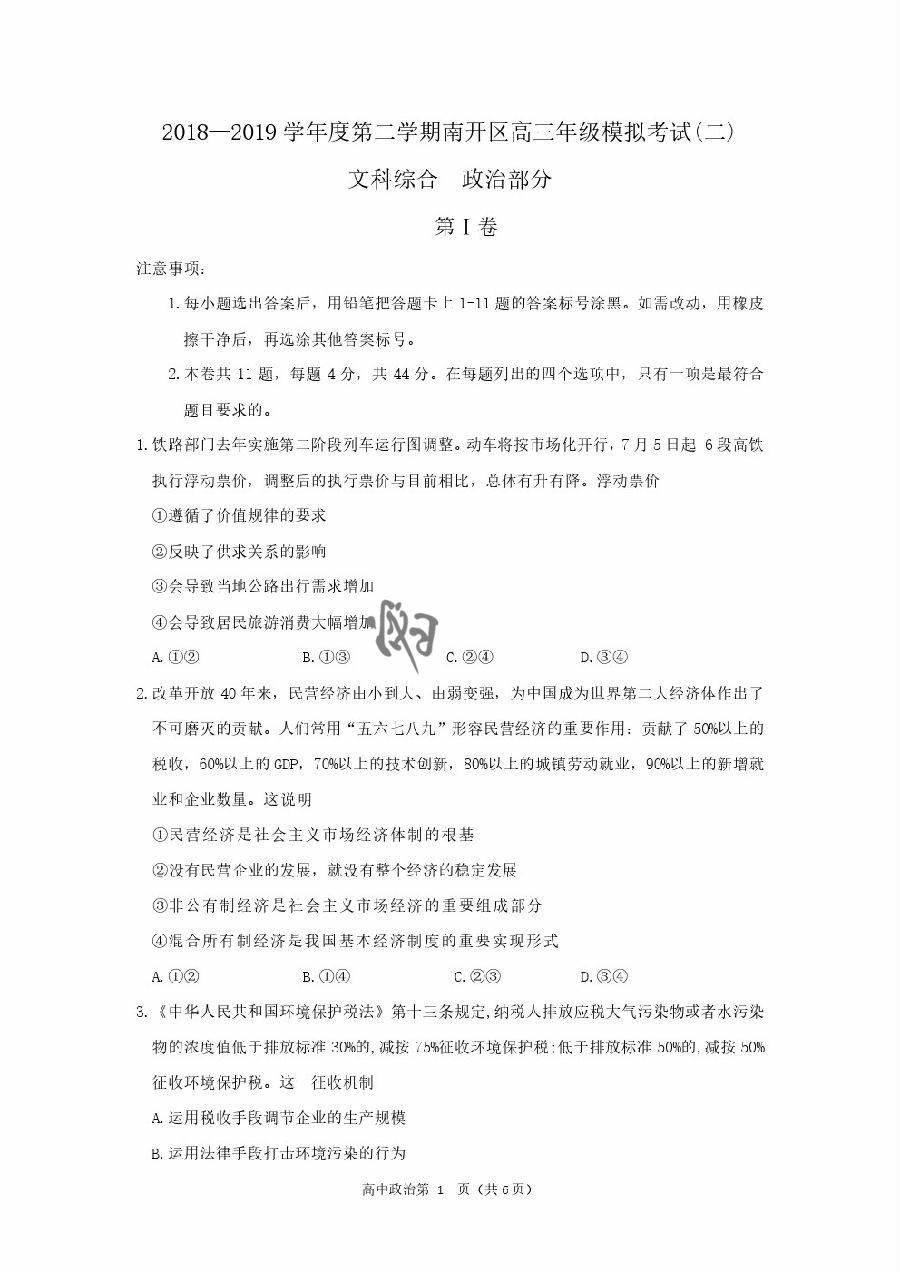 2018—2019 学年度第二学期南开区高三年级模拟考试(二)
文科综合 政治部分
第 I 卷
注意事项:
1. 每小题选出答案后，用铅笔把答题卡上 1-11 题的答案标号涂黑。如需改动，用橡皮
擦干净后，再选涂其他答案标号。
2. 本卷共 11 题，每题 4 分，共 44 分。在每题列出的四个选项中，只有一项是最符合
题目要求的。
1. 铁路部门去年实施第二阶段列车运行图调整。动车将按市场化开行，7 月 5 日起 6 段高铁
执行浮动票价，调整后的执行票价与目前相比，总体有升有降。浮动票价
①遵循了价值规律的要求
②反映了供求关系的影响
③会导致当地公路出行需求增加
④会导致居民旅游消费大幅增加
A. ①② B. ①③ C. ②④ D. ③④
2. 改革开放 40 年来，民营经济由小到大、由弱变强，为中国成为世界第二大经济体作出了
不可磨灭的贡献。人们常用“五六七八九”形容民营经济的重要作用：贡献了 50%以上的
税收，60%以上的 GDP，70%以上的技术创新，80%以上的城镇劳动就业，90%以上的新增就
业和企业数量。这说明
①民营经济是社会主义市场经济体制的根基
②没有民营企业的发展，就没有整个经济的稳定发展
③非公有制经济是社会主义市场经济的重要组成部分
④混合所有制经济是我国基本经济制度的重要实现形式
A. ①② B. ①④ C. ②③ D. ③④
3. 《中华人民共和国环境保护税法》第十三条规定,纳税人排放应税大气污染物或者水污染
物的浓度值低于排放标准 30%的,减按 75%征收环境保护税;低于排放标准 50%的,减按 50%
征收环境保护税。这 征收机制
A. 运用税收手段调节企业的生产规模
B. 运用法律手段打击环境污染的行为
高中政治第 1 页（共 6 页）